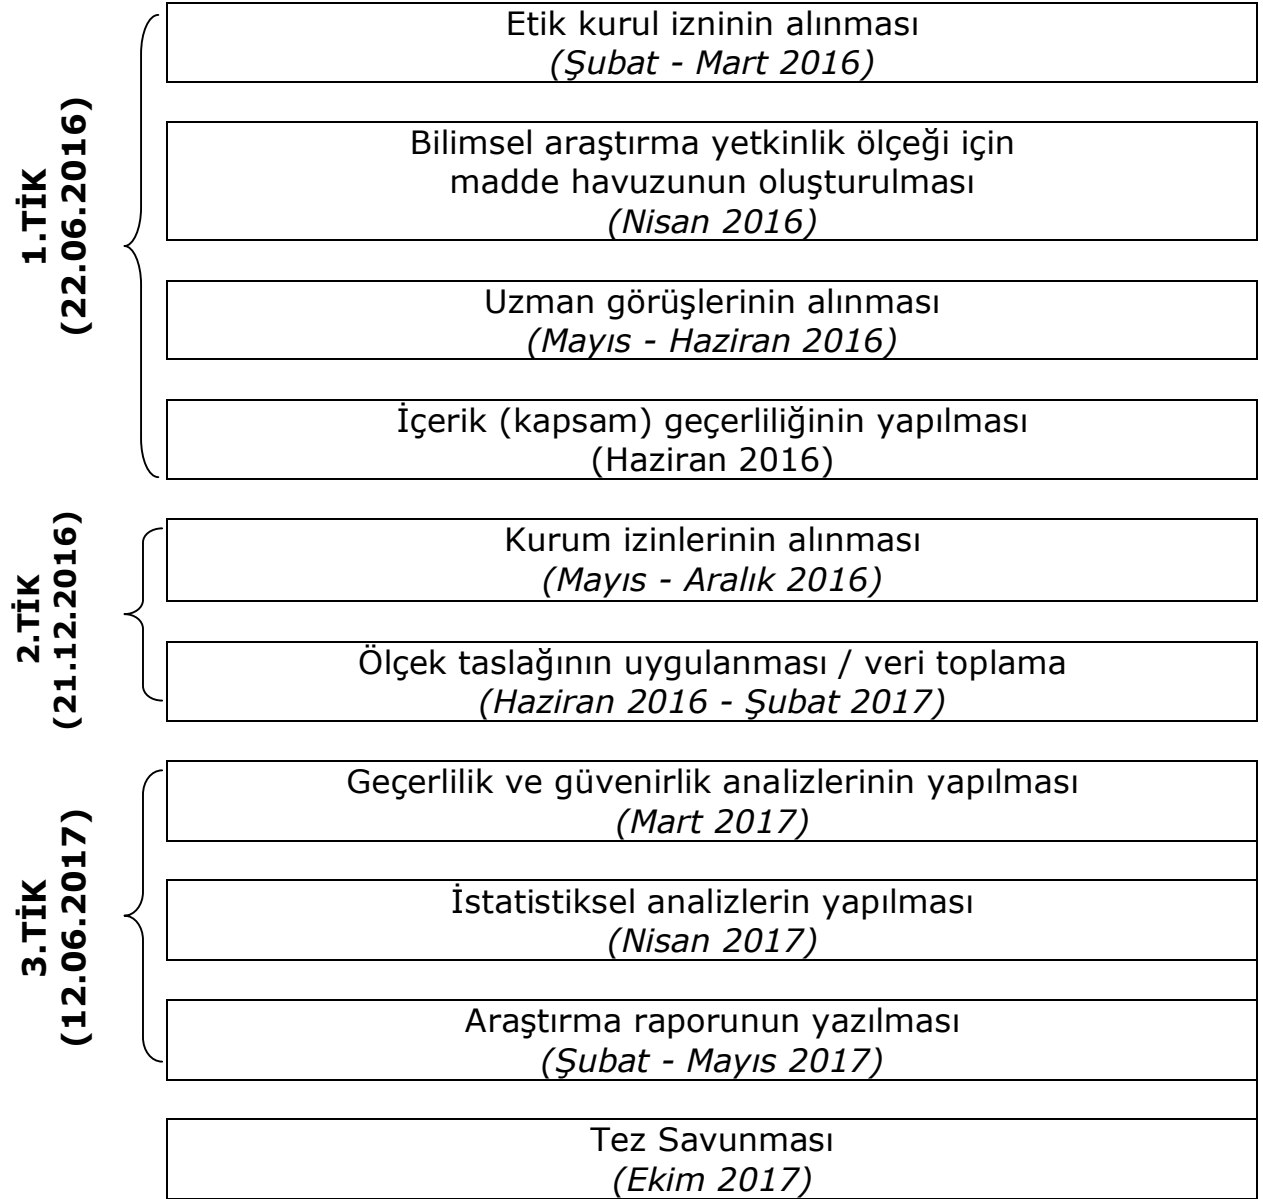 1.TİK
(22.06.2016)
Etik kurul izninin alınması
(Şubat - Mart 2016)
Bilimsel araştırma yetkinlik ölçeği için
madde havuzunun oluşturulması
(Nisan 2016)
Uzman görüşlerinin alınması
(Mayıs - Haziran 2016)
İçerik (kapsam) geçerliliğinin yapılması
(Haziran 2016)
2.TİK
(21.12.2016)
Kurum izinlerinin alınması
(Mayıs - Aralık 2016)
Ölçek taslağının uygulanması / veri toplama
(Haziran 2016 - Şubat 2017)
3.TİK
(12.06.2017)
Geçerlilik ve güvenirlik analizlerinin yapılması
(Mart 2017)
İstatistiksel analizlerin yapılması
(Nisan 2017)
Araştırma raporunun yazılması
(Şubat - Mayıs 2017)
Tez Savunması
(Ekim 2017)